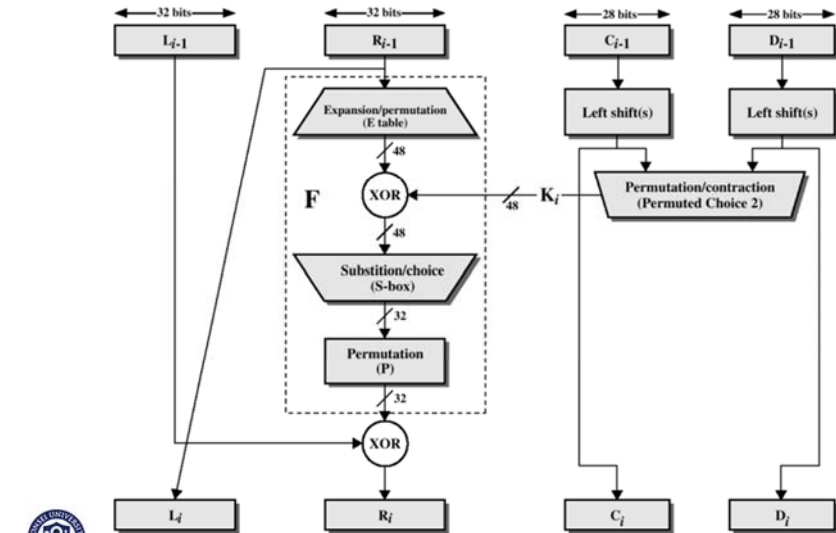 32 bits
32 bits
28 bits
28 bits
Li-1
Ri-1
Ci-1
Di-1
Expansion/permutation
(E table)
Left shift(s)
Left shift(s)
48
F
XOR
48
Ki
Permutation/contraction
(Permuted Choice 2)
48
Substition/choice
(S-box)
32
Permutation
(P)
32
XOR
Li
Ri
Ci
Di